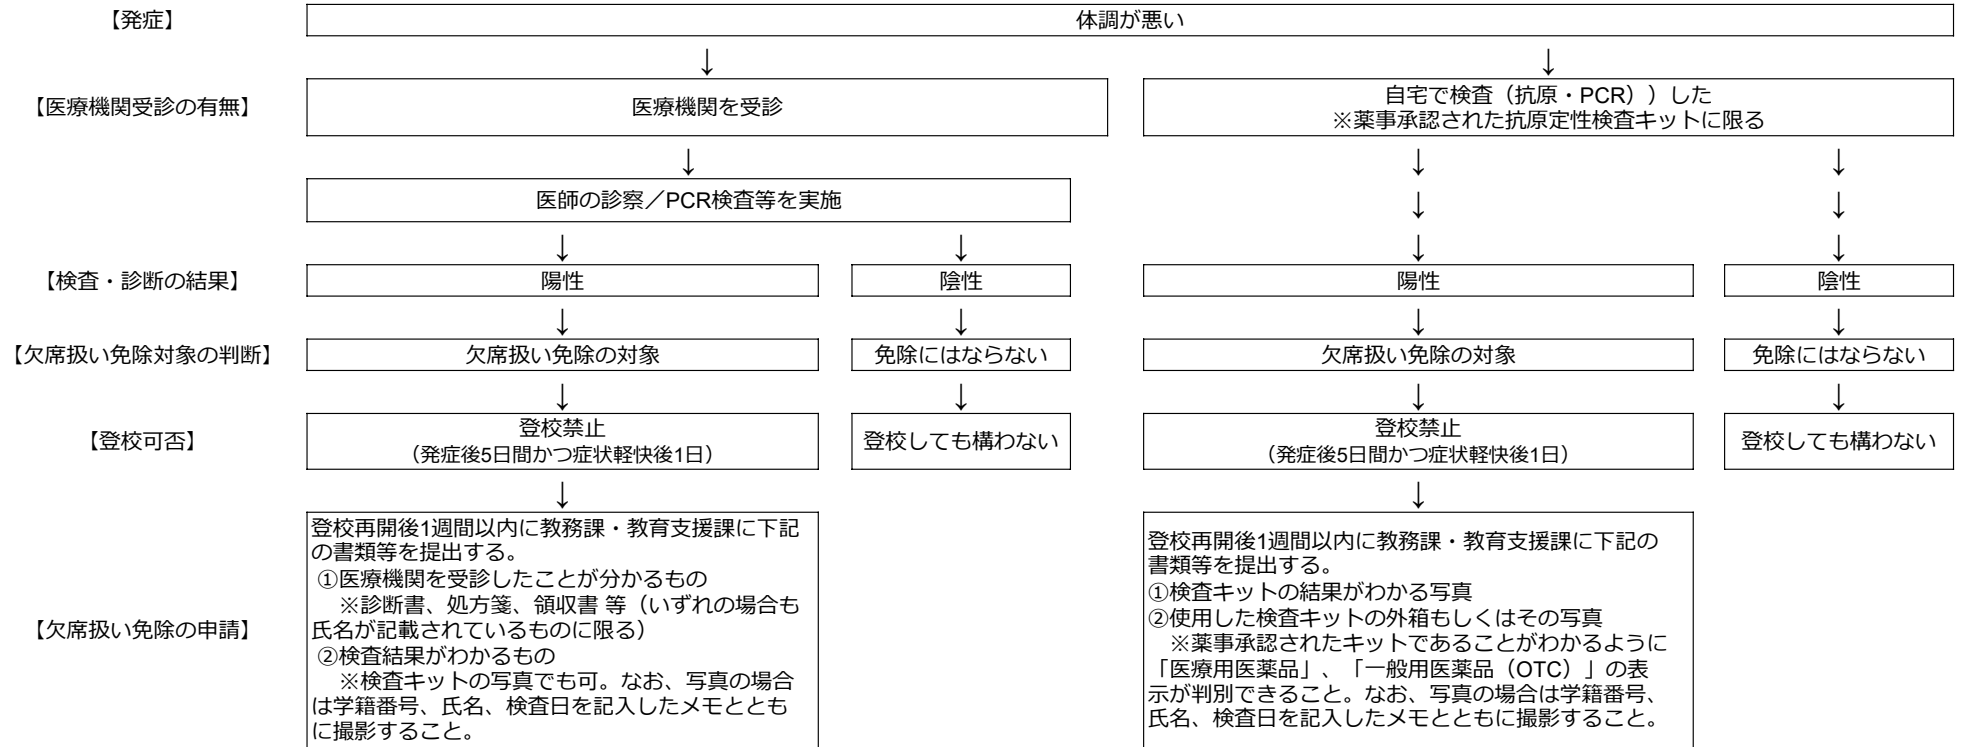 【発症】
体調が悪い
↓ ↓
【医療機関受診の有無】
医療機関を受診
自宅で検査（抗原・PCR））した
※薬事承認された抗原定性検査キットに限る
↓ ↓ ↓
医師の診察／PCR検査等を実施
↓ ↓
↓ ↓ ↓ ↓
【検査・診断の結果】
陽性
陰性
陽性
陰性
↓ ↓ ↓ ↓
【欠席扱い免除対象の判断】
欠席扱い免除の対象
免除にはならない
欠席扱い免除の対象
免除にはならない
↓ ↓ ↓ ↓
【登校可否】
登校禁止
（発症後5日間かつ症状軽快後1日）
登校しても構わない
登校禁止
（発症後5日間かつ症状軽快後1日）
登校しても構わない
↓ ↓
【欠席扱い免除の申請】
登校再開後1週間以内に教務課・教育支援課に下記
の書類等を提出する。
①医療機関を受診したことが分かるもの
※診断書、処方箋、領収書 等（いずれの場合も
氏名が記載されているものに限る）
②検査結果がわかるもの
※検査キットの写真でも可。なお、写真の場合
は学籍番号、氏名、検査日を記入したメモととも
に撮影すること。
登校再開後1週間以内に教務課・教育支援課に下記の
書類等を提出する。
①検査キットの結果がわかる写真
②使用した検査キットの外箱もしくはその写真
※薬事承認されたキットであることがわかるように
「医療用医薬品」、「一般用医薬品（OTC）」の表
示が判別できること。なお、写真の場合は学籍番号、
氏名、検査日を記入したメモとともに撮影すること。